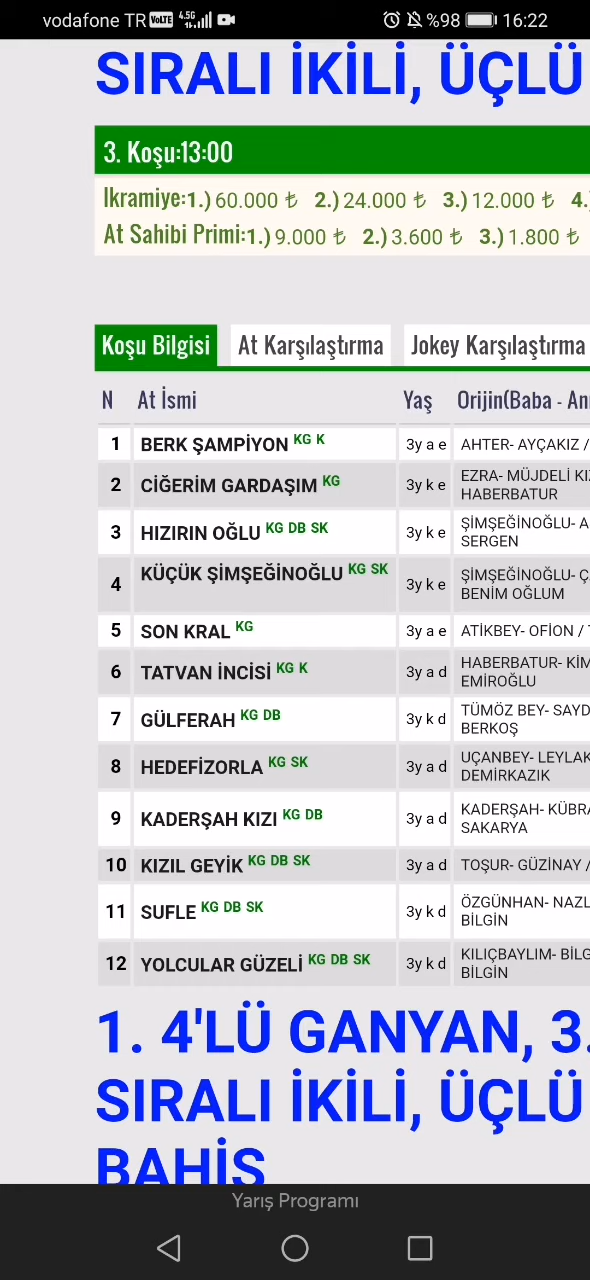 vodafone TR VoLTE 4.5G %98 16:22
SIRALI İKİLİ, ÜÇLÜ
3. Koşu:13:00
Ikramiye:1.) 60.000 ₺ 2.) 24.000 ₺ 3.) 12.000 ₺ 4.
At Sahibi Primi:1.) 9.000 ₺ 2.) 3.600 ₺ 3.) 1.800 ₺
Koşu Bilgisi At Karşılaştırma Jokey Karşılaştırma
N At İsmi Yaş Orijin(Baba - An
1 BERK ŞAMPİYON KG K 3y a e AHTER- AYÇAKIZ /
2 CİĞERİM GARDAŞIM KG 3y k e EZRA- MÜJDELİ KIZ
HABERBATUR
3 HIZIRIN OĞLU KG DB SK 3y k e ŞİMŞEĞİNOĞLU- A
SERGEN
4 KÜÇÜK ŞİMŞEĞİNOĞLU KG SK 3y k e ŞİMŞEĞİNOĞLU- Ç
BENİM OĞLUM
5 SON KRAL KG 3y a e ATİKBEY- OFİON /
6 TATVAN İNCİSİ KG K 3y a d HABERBATUR- KİM
EMİROĞLU
7 GÜLFERAH KG DB 3y k d TÜMÖZ BEY- SAYD
BERKOŞ
8 HEDEFİZORLA KG SK 3y a d UÇANBEY- LEYLAK
DEMİRKAZIK
9 KADERŞAH KIZI KG DB 3y a d KADERŞAH- KÜBRA
SAKARYA
10 KIZIL GEYİK KG DB SK 3y a d TOŞUR- GÜZİNAY /
11 SUFLE KG DB SK 3y k d ÖZGÜNHAN- NAZL
BİLGİN
12 YOLCULAR GÜZELİ KG DB SK 3y k d KILIÇBAYLIM- BİLG
BİLGİN
1. 4'LÜ GANYAN, 3.
SIRALI İKİLİ, ÜÇLÜ
BAHİS
Yarış Programı